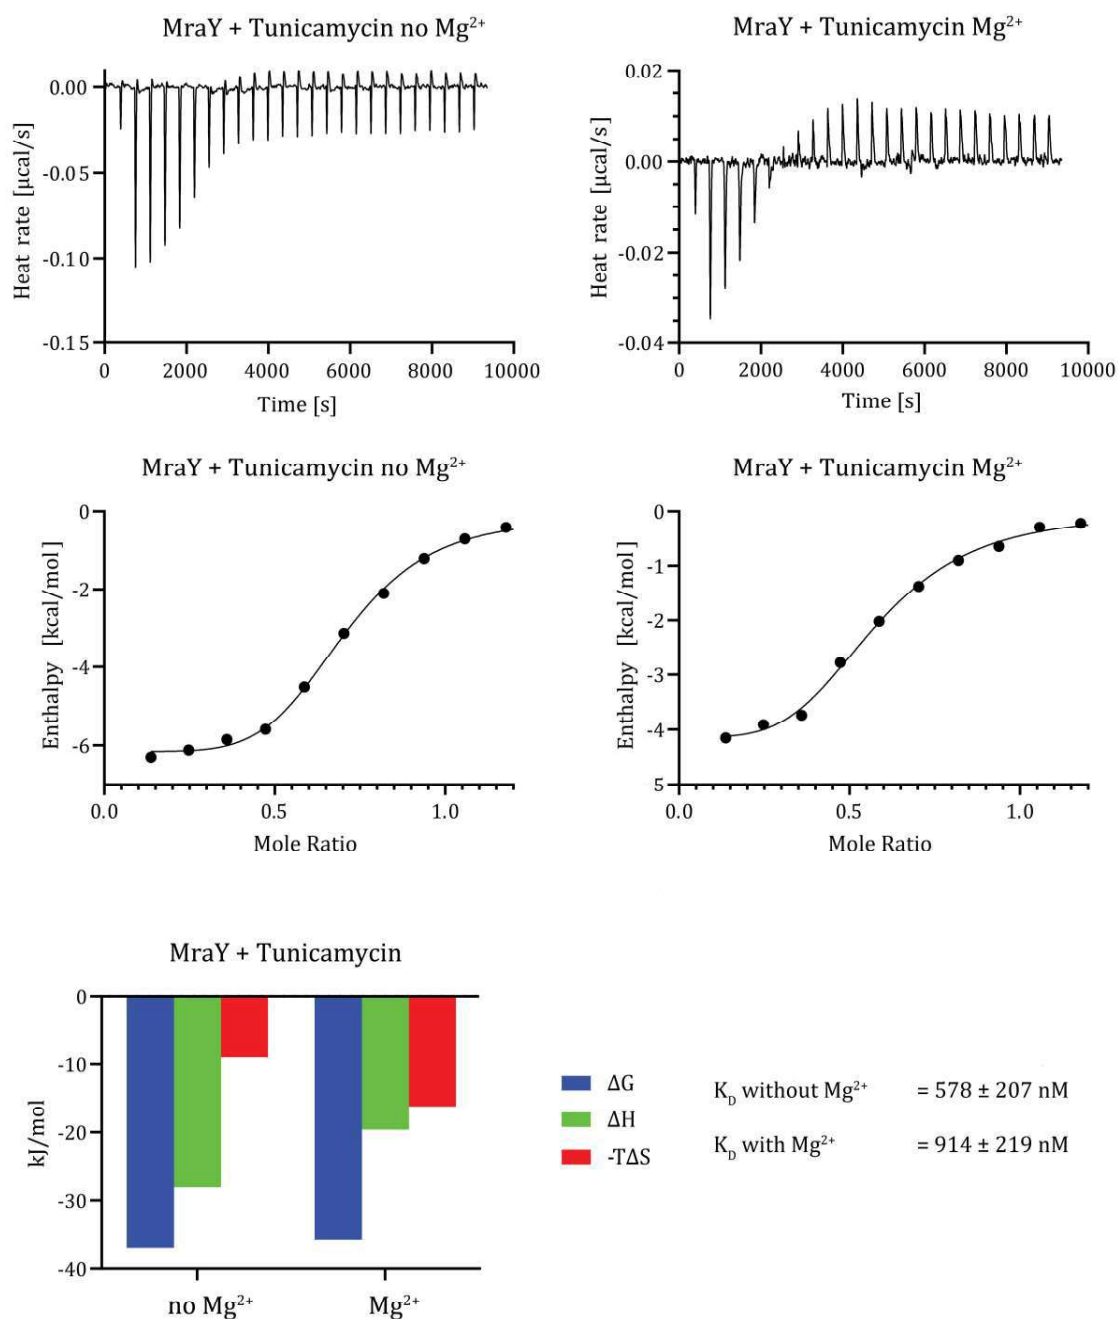 MraY + Tunicamycin no Mg²⁺
0.00
-0.05
-0.10
-0.15
Heat rate [µcal/s]
0 2000 4000 6000 8000 10000
Time [s]
MraY + Tunicamycin Mg²⁺
0.02
0.00
-0.02
-0.04
Heat rate [µcal/s]
0 2000 4000 6000 8000 10000
Time [s]
MraY + Tunicamycin no Mg²⁺
0
-2
-4
-6
Enthalpy [kcal/mol]
0.0 0.5 1.0
Mole Ratio
MraY + Tunicamycin Mg²⁺
0
-1
-2
-3
-4
5
Enthalpy [kcal/mol]
0.0 0.5 1.0
Mole Ratio
MraY + Tunicamycin
0
-10
-20
-30
-40
kJ/mol
no Mg²⁺ Mg²⁺
ΔG
ΔH
-TΔS
K_D without Mg²⁺ = 578 ± 207 nM
K_D with Mg²⁺ = 914 ± 219 nM